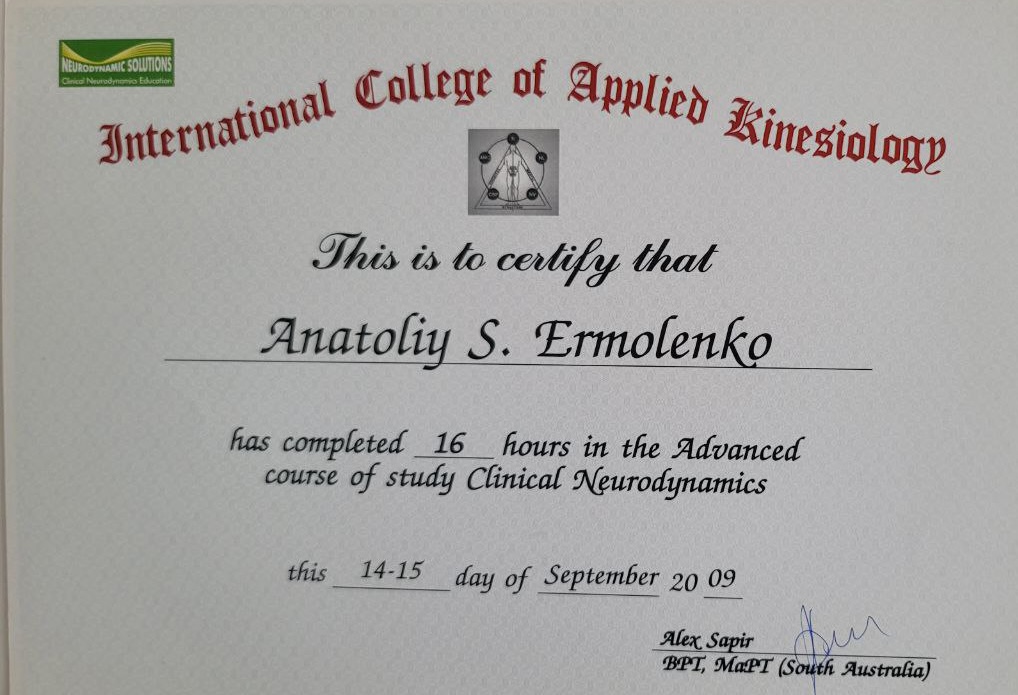 NEURODYNAMIC SOLUTIONS
Clinical Neurodynamics Education
International College of Applied Kinesiology
This is to certify that
Anatoliy S. Ermolenko
has completed 16 hours in the Advanced
course of study Clinical Neurodynamics
this 14-15 day of September 20 09
Alex Sapir
BPT, MaPT (South Australia)